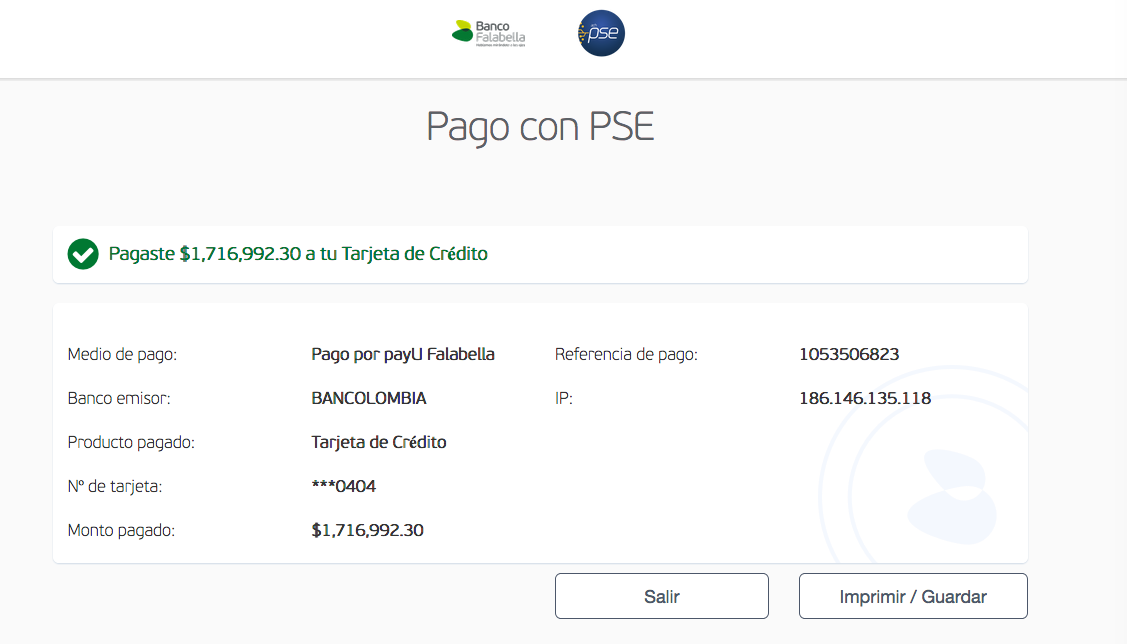 Banco
Falabella
pse
Pago con PSE
Pagaste $1,716,992.30 a tu Tarjeta de Crédito
Medio de pago: Pago por payU Falabella Referencia de pago: 1053506823
Banco emisor: BANCOLOMBIA IP: 186.146.135.118
Producto pagado: Tarjeta de Crédito
Nº de tarjeta: ***0404
Monto pagado: $1,716,992.30
Salir Imprimir / Guardar